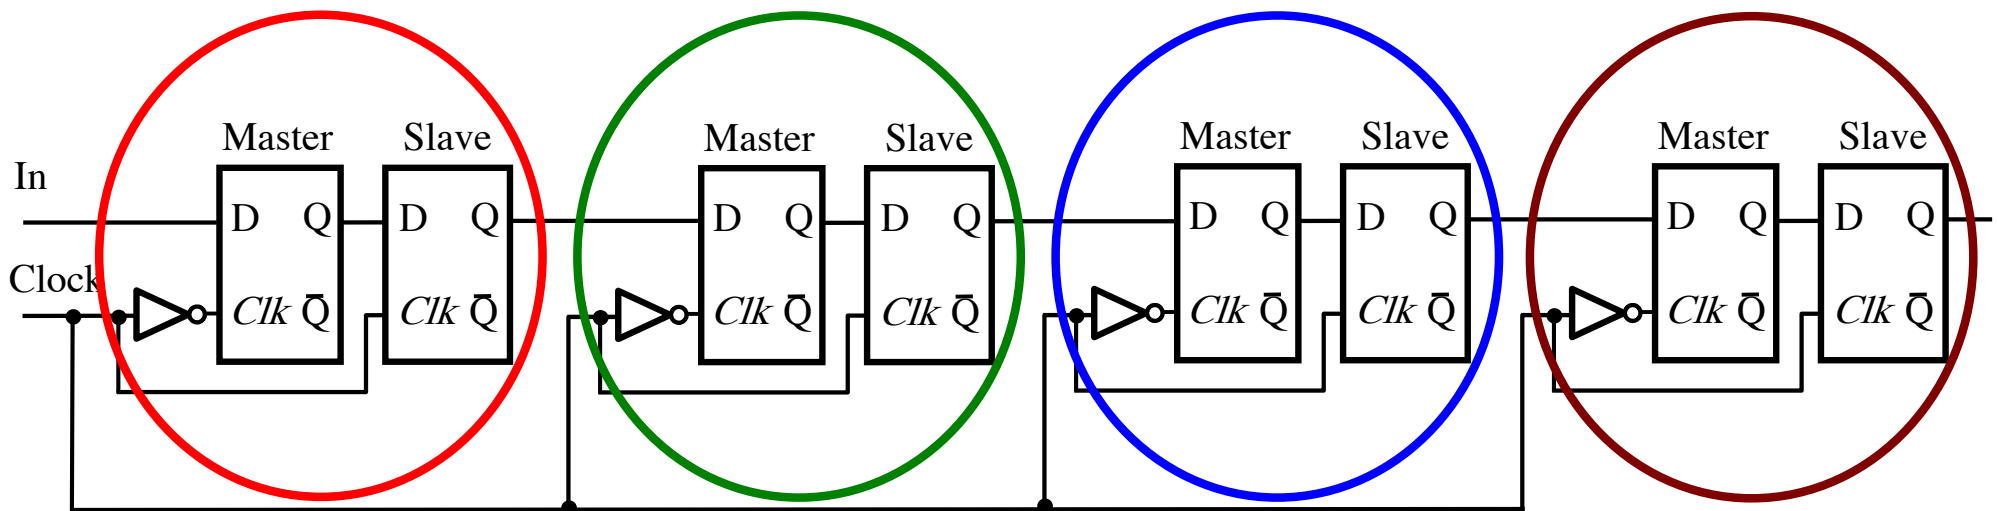 Master Slave Master Slave Master Slave Master Slave
In
D Q D Q D Q D Q D Q D Q D Q D Q
Clock
Clk Q̄ Clk Q̄ Clk Q̄ Clk Q̄ Clk Q̄ Clk Q̄ Clk Q̄ Clk Q̄